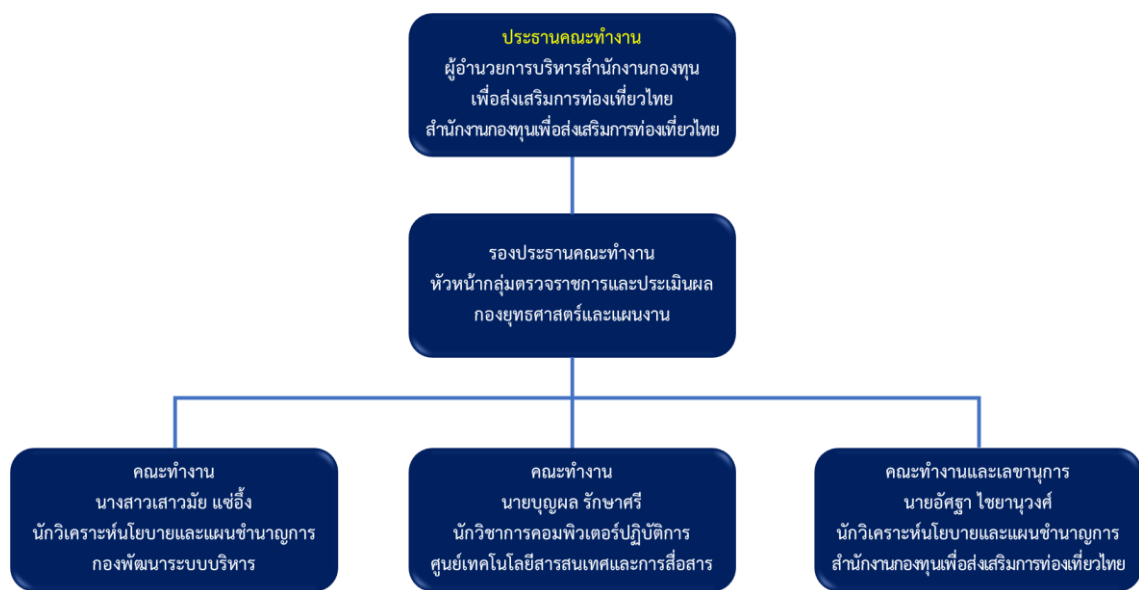 ประธานคณะทำงาน
ผู้อำนวยการบริหารสำนักงานกองทุน
เพื่อส่งเสริมการท่องเที่ยวไทย
สำนักงานกองทุนเพื่อส่งเสริมการท่องเที่ยวไทย
รองประธานคณะทำงาน
หัวหน้ากลุ่มตรวจราชการและประเมินผล
กองยุทธศาสตร์และแผนงาน
คณะทำงาน
นางสาวเสาวมัย แซ่อึ้ง
นักวิเคราะห์นโยบายและแผนชำนาญการ
กองพัฒนาระบบบริหาร
คณะทำงาน
นายบุญผล รักษาศรี
นักวิชาการคอมพิวเตอร์ปฏิบัติการ
ศูนย์เทคโนโลยีสารสนเทศและการสื่อสาร
คณะทำงานและเลขานุการ
นายอัศฐา ไชยานุวงศ์
นักวิเคราะห์นโยบายและแผนชำนาญการ
สำนักงานกองทุนเพื่อส่งเสริมการท่องเที่ยวไทย